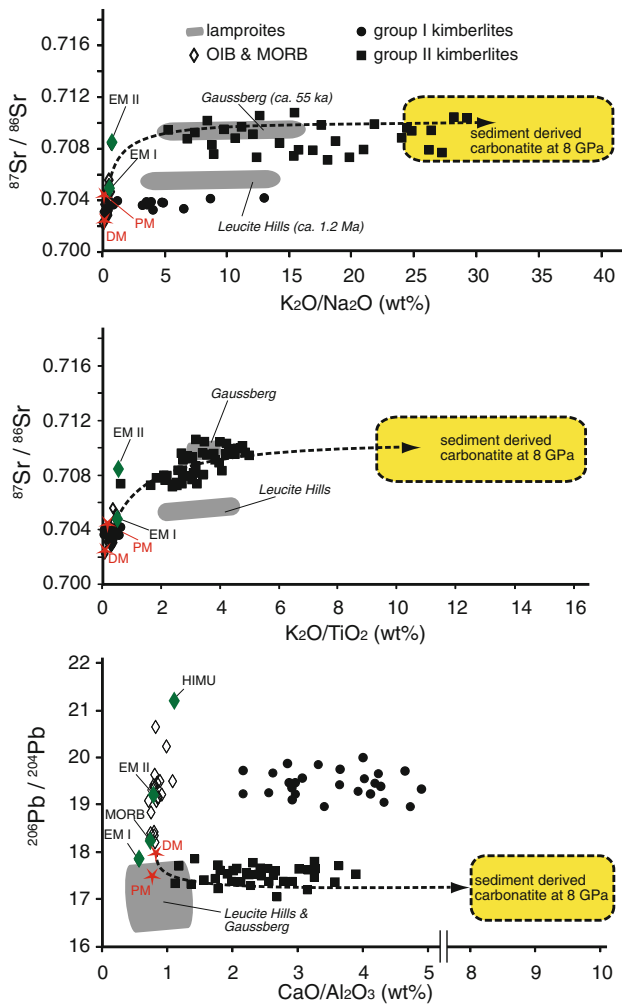 lamproites
group I kimberlites
OIB & MORB
group II kimberlites
0.716
0.712
0.708
0.704
0.700
⁸⁷Sr / ⁸⁶Sr
EM II
EM I
PM
DM
Gaussberg (ca. 55 ka)
Leucite Hills (ca. 1.2 Ma)
sediment derived
carbonatite at 8 GPa
0 5 10 15 20 25 30 35 40
K₂O/Na₂O (wt%)
0.716
0.712
0.708
0.704
0.700
⁸⁷Sr / ⁸⁶Sr
EM II
EM I
PM
DM
Gaussberg
Leucite Hills
sediment derived
carbonatite at 8 GPa
0 2 4 6 8 10 12 14 16
K₂O/TiO₂ (wt%)
22
21
20
19
18
17
16
²⁰⁶Pb / ²⁰⁴Pb
HIMU
EM II
MORB
EM I
DM
PM
Leucite Hills &
Gaussberg
sediment derived
carbonatite at 8 GPa
0 1 2 3 4 5 8 9 10
CaO/Al₂O₃ (wt%)